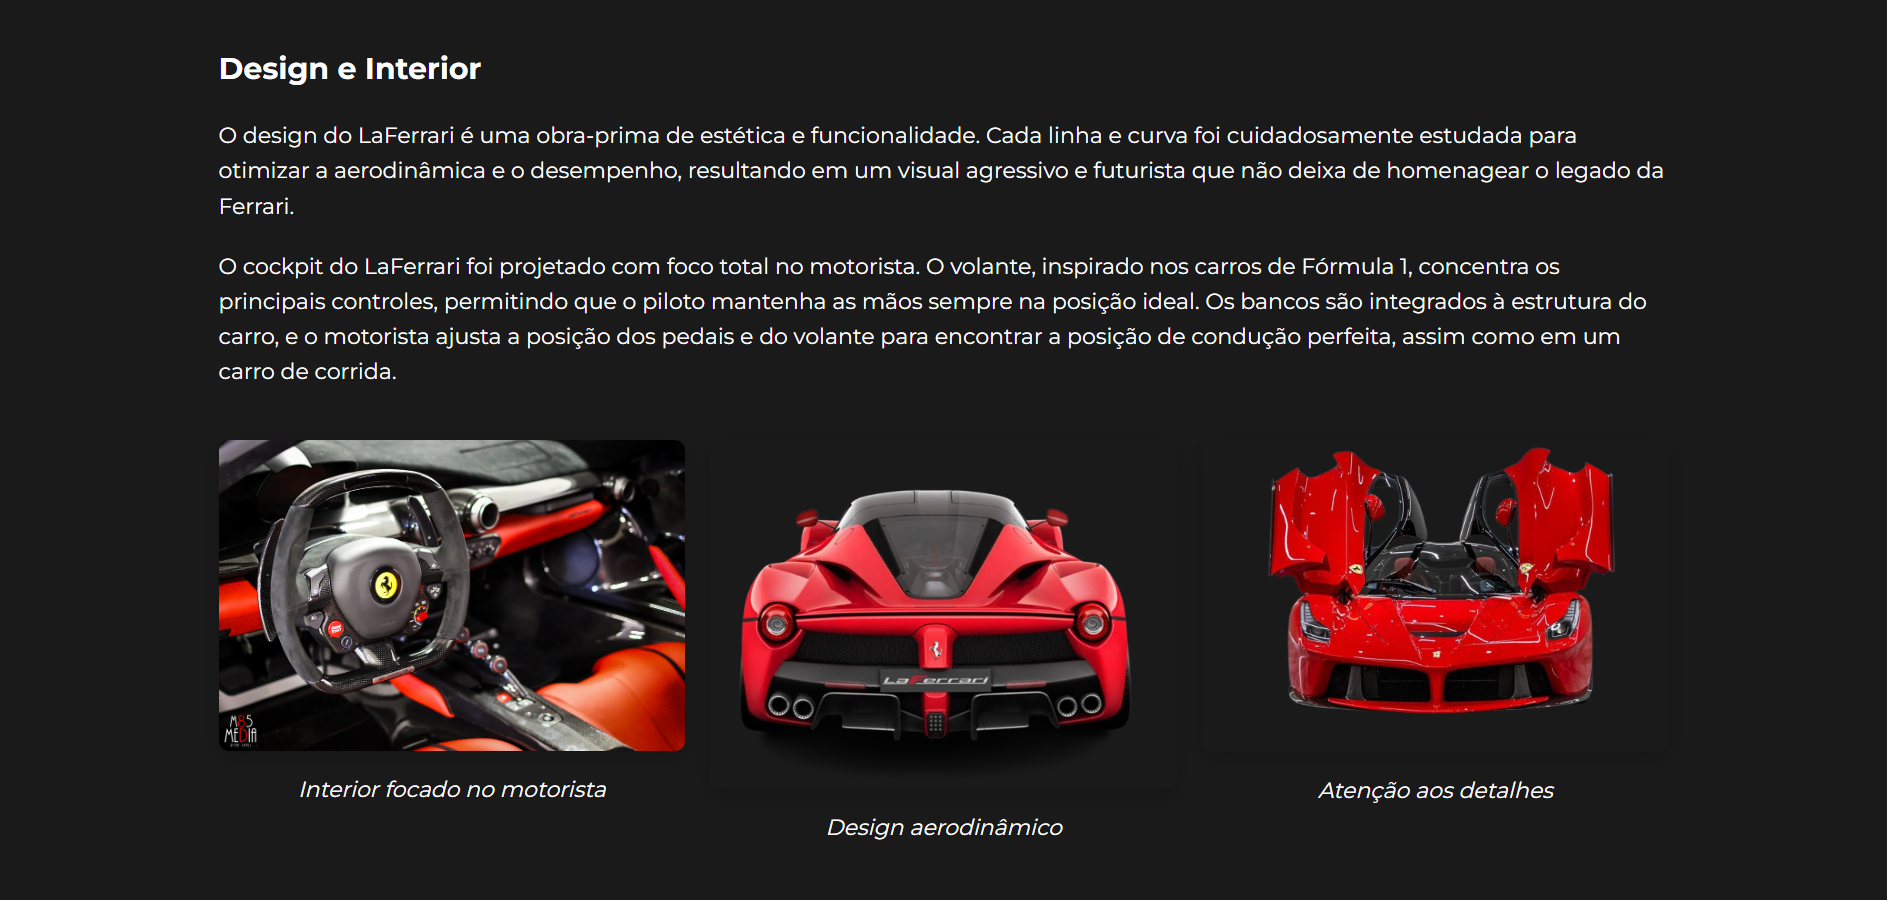 Design e Interior
O design do LaFerrari é uma obra-prima de estética e funcionalidade. Cada linha e curva foi cuidadosamente estudada para
otimizar a aerodinâmica e o desempenho, resultando em um visual agressivo e futurista que não deixa de homenagear o legado da
Ferrari.
O cockpit do LaFerrari foi projetado com foco total no motorista. O volante, inspirado nos carros de Fórmula 1, concentra os
principais controles, permitindo que o piloto mantenha as mãos sempre na posição ideal. Os bancos são integrados à estrutura do
carro, e o motorista ajusta a posição dos pedais e do volante para encontrar a posição de condução perfeita, assim como em um
carro de corrida.
M85
MEDIA
LaFerrari
Interior focado no motorista
Design aerodinâmico
Atenção aos detalhes